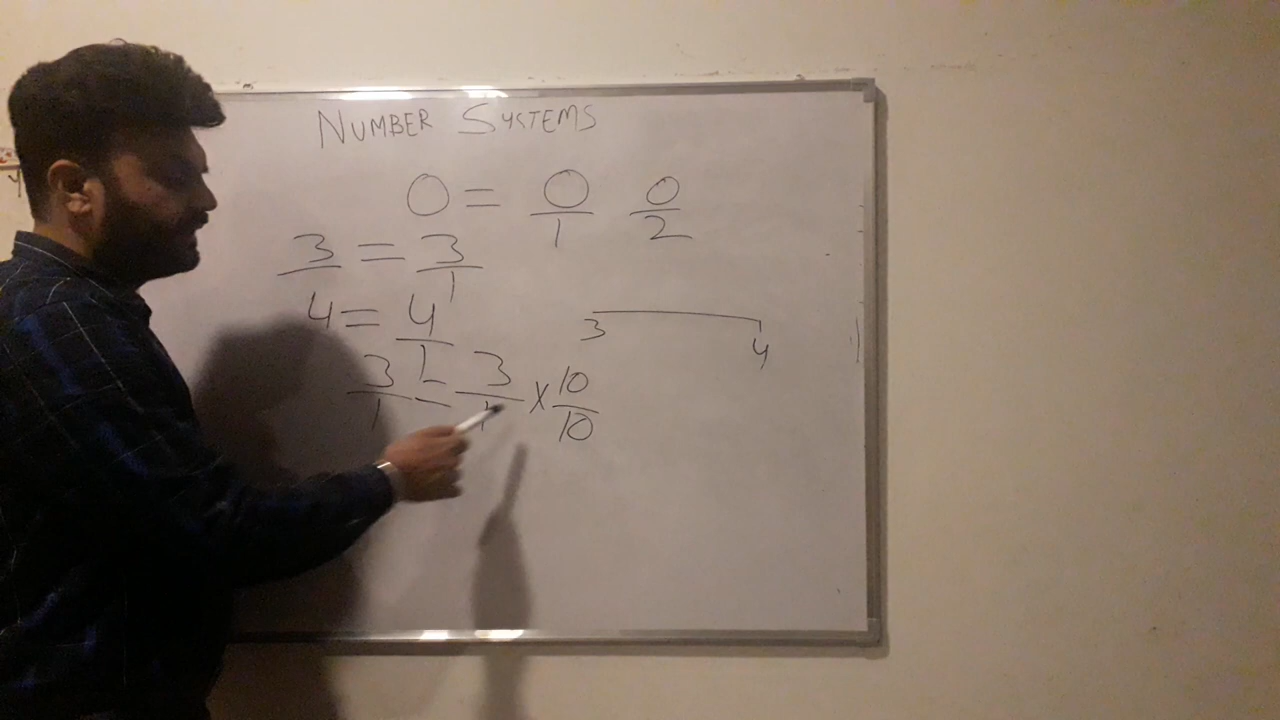 NUMBER SYSTEMS
0 = 0/1 0/2
3 = 3/1
4 = 4/1
3 4
3/1 = 3/1 x 10/10